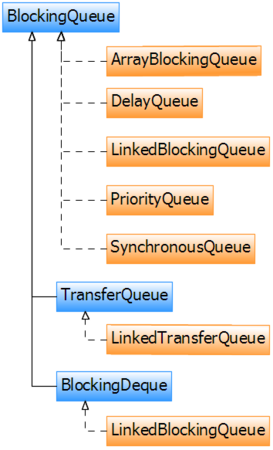 BlockingQueue
ArrayBlockingQueue
DelayQueue
LinkedBlockingQueue
PriorityQueue
SynchronousQueue
TransferQueue
LinkedTransferQueue
BlockingDeque
LinkedBlockingQueue